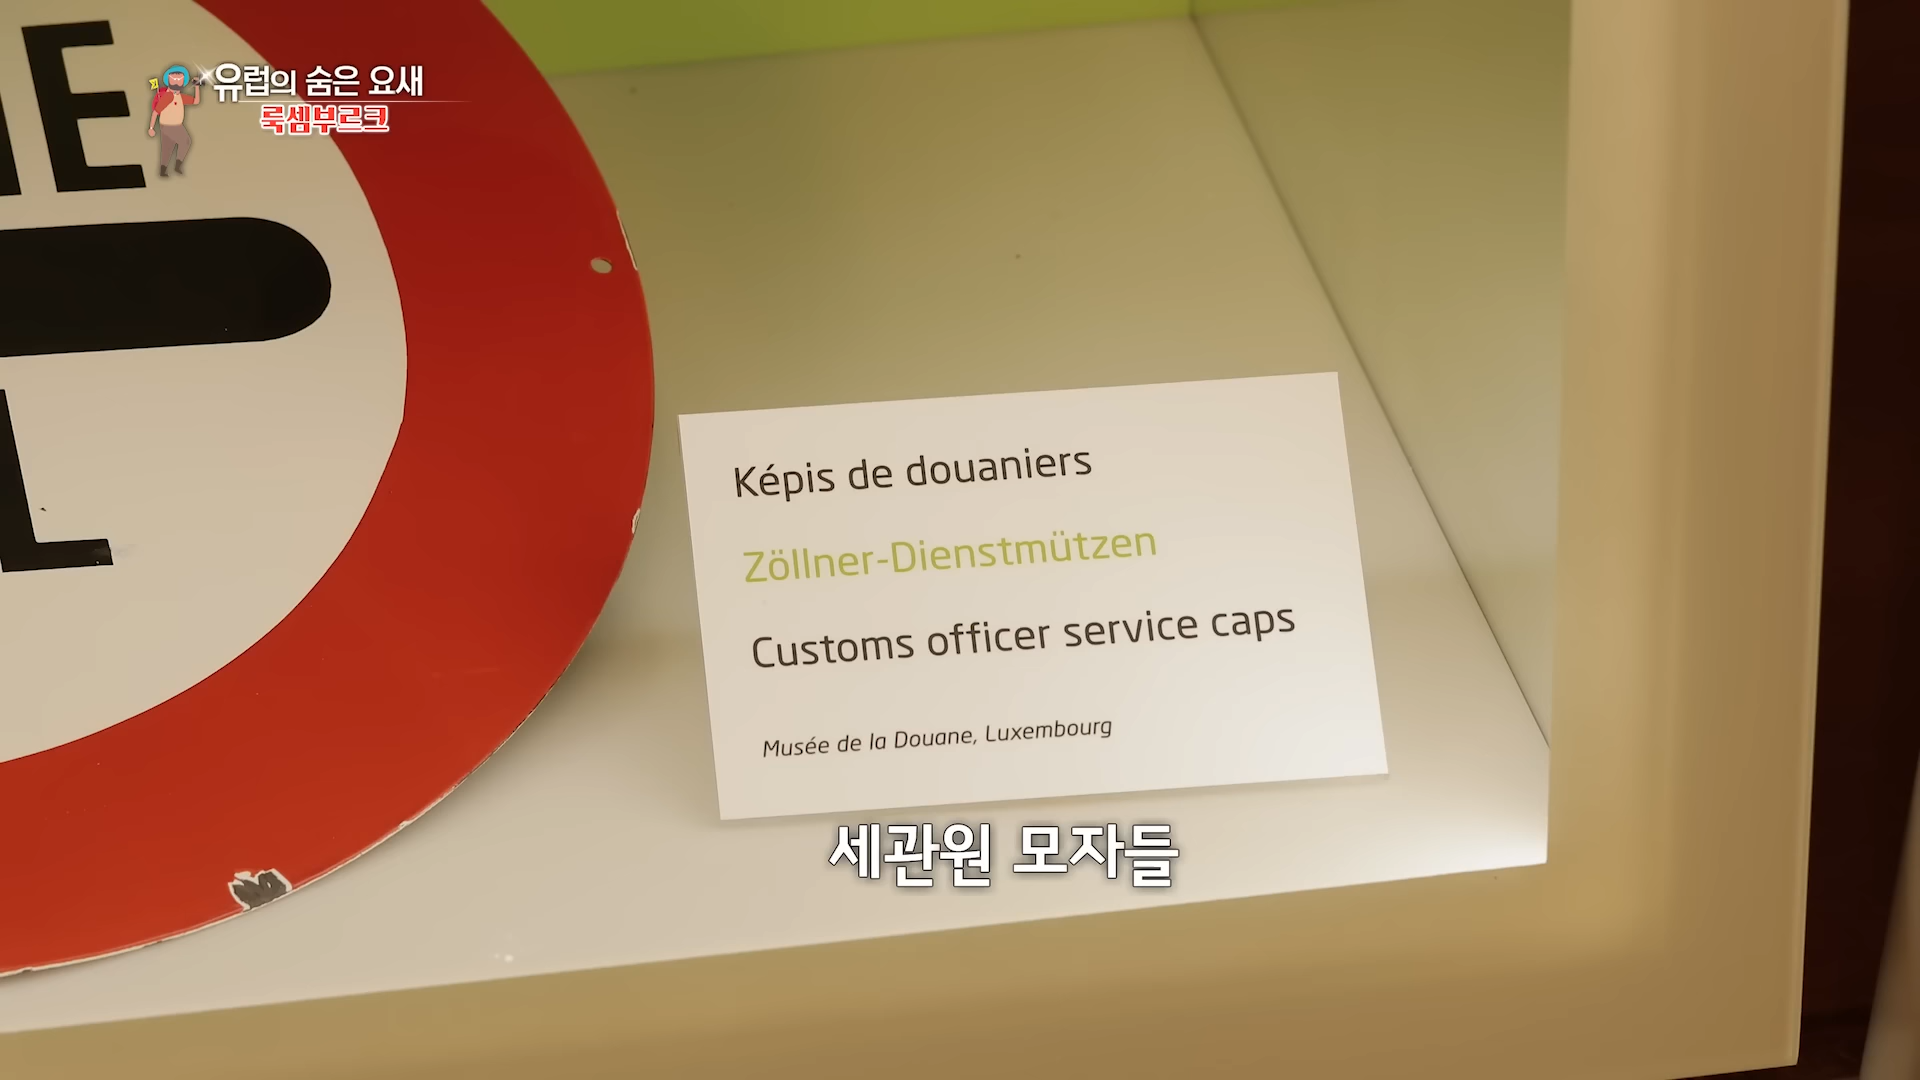 유럽의 숨은 요새
룩셈부르크
Képis de douaniers
Zöllner-Dienstmützen
Customs officer service caps
Musée de la Douane, Luxembourg
세관원 모자들